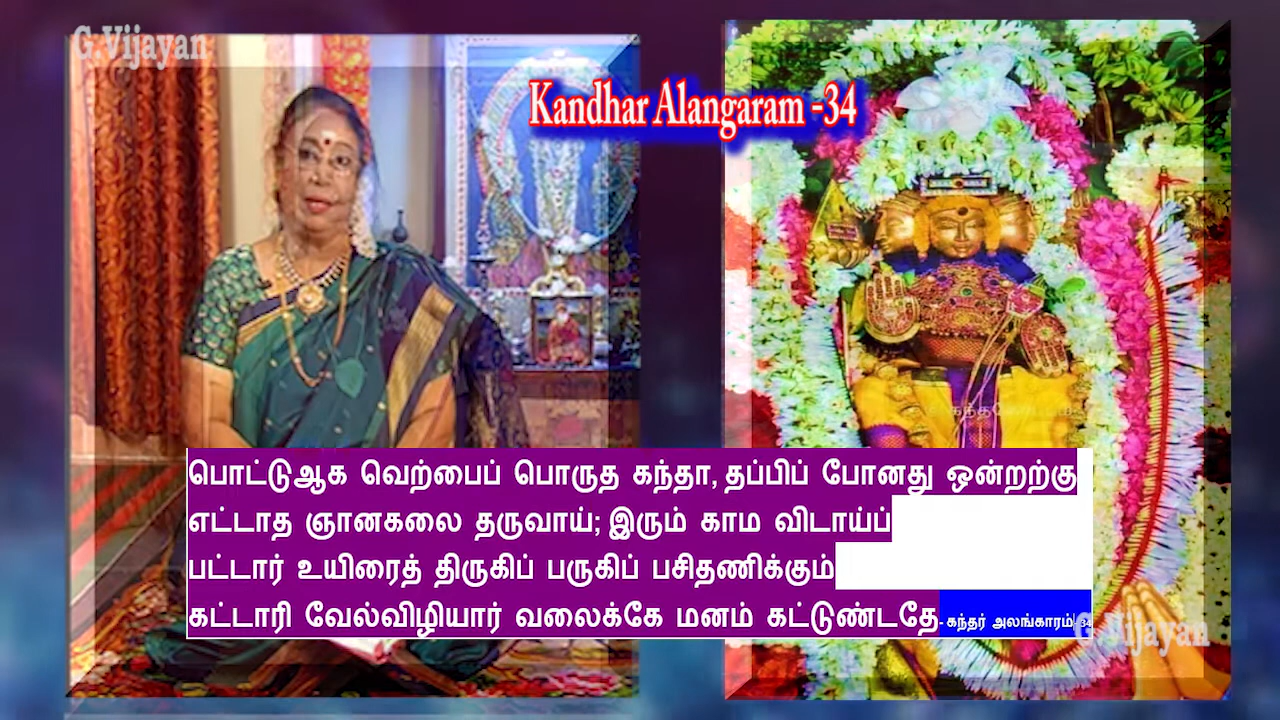 G.Vijayan
Kandhar Alangaram -34
பொட்டுஆக வெற்பைப் பொருத கந்தா, தப்பிப் போனது ஒன்றற்கு
எட்டாத ஞானகலை தருவாய்; இரும் காம விடாய்ப்
பட்டார் உயிரைத் திருகிப் பருகிப் பசிதணிக்கும்
கட்டாரி வேல்விழியார் வலைக்கே மனம் கட்டுண்டதே - கந்தர் அலங்காரம்- 34
G Vijayan